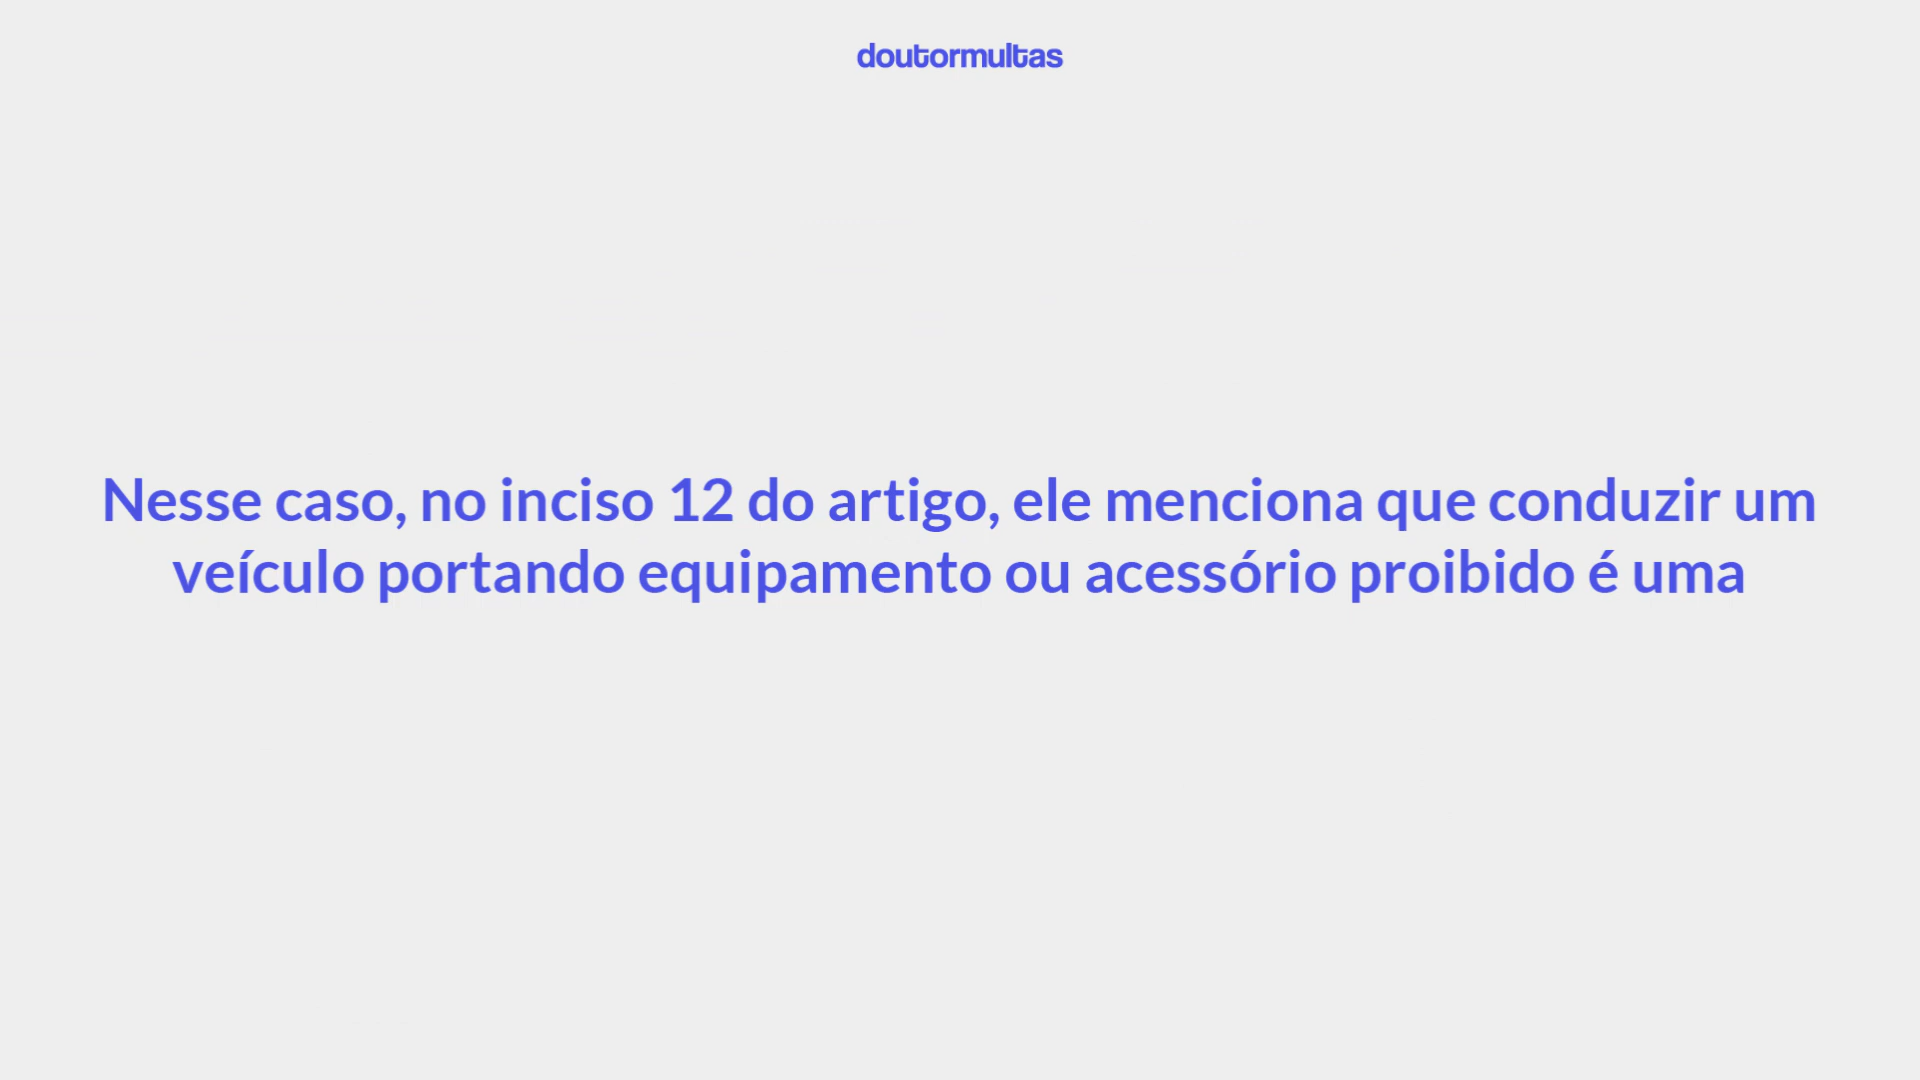 doutormultas
Nesse caso, no inciso 12 do artigo, ele menciona que conduzir um
veículo portando equipamento ou acessório proibido é uma